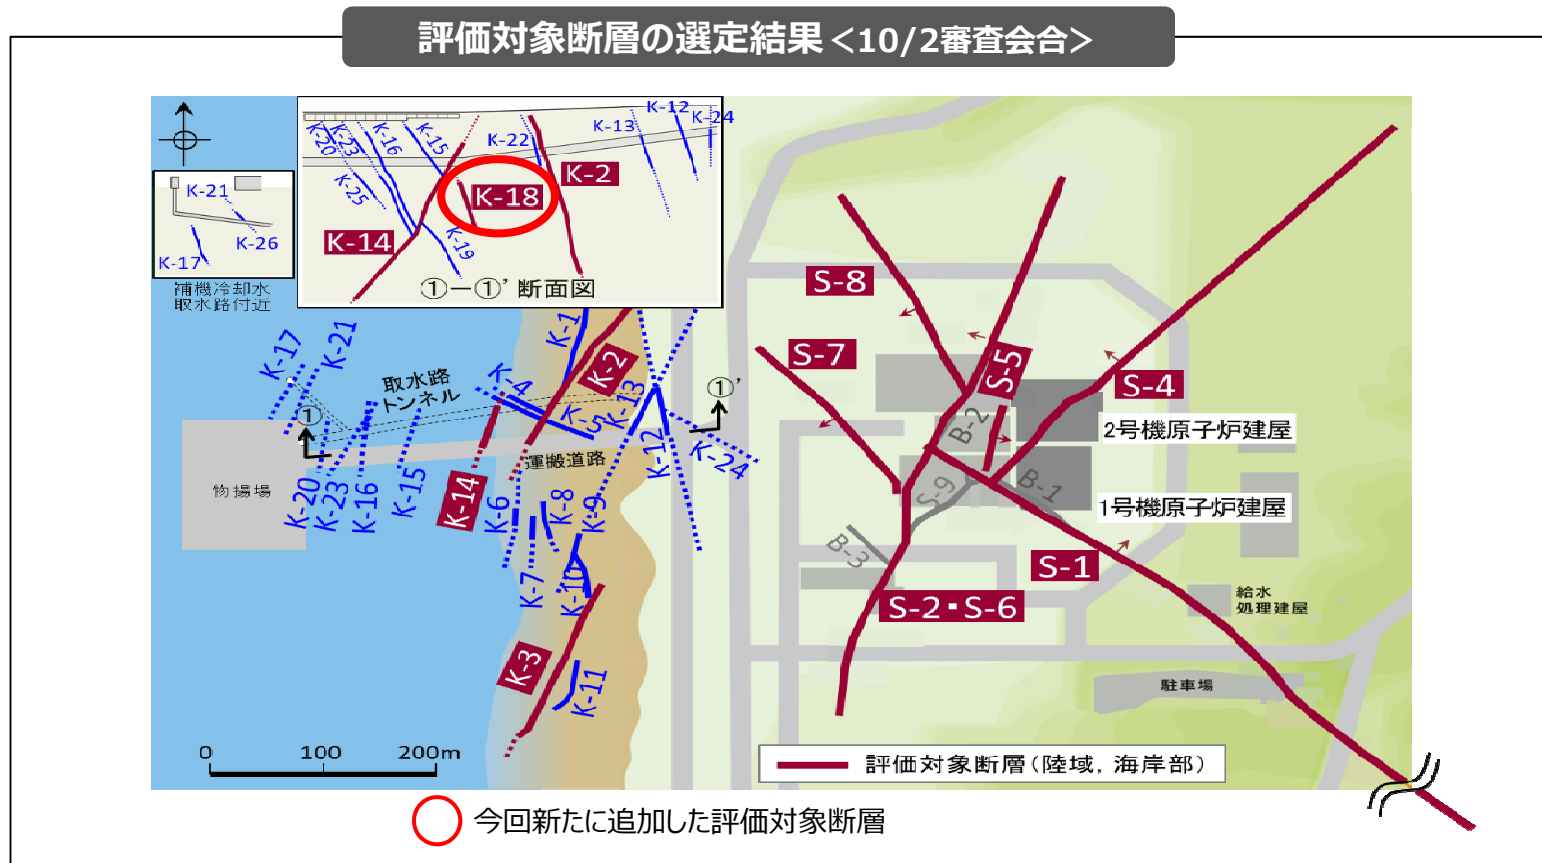 評価対象断層の選定結果<10/2審査会合>
K-20
K-23
K-16
K-15
K-25
K-14
K-19
K-18
K-22
K-2
K-13
K-12
K-24
①－①’断面図
K-21
K-26
K-17
補機冷却水
取水路付近
K-17
K-21
取水路
トンネル
①
①’
K-1
K-2
K-4
K-5
K-13
K-12
K-24
運搬道路
物揚場
K-20
K-23
K-16
K-15
K-14
K-6
K-8
K-9
K-7
K-10
K-3
K-11
S-8
S-7
S-5
S-4
B-2
S-9
B-1
B-3
2号機原子炉建屋
1号機原子炉建屋
S-1
S-2・S-6
給水
処理建屋
駐車場
0 100 200m
評価対象断層(陸域，海岸部)
今回新たに追加した評価対象断層